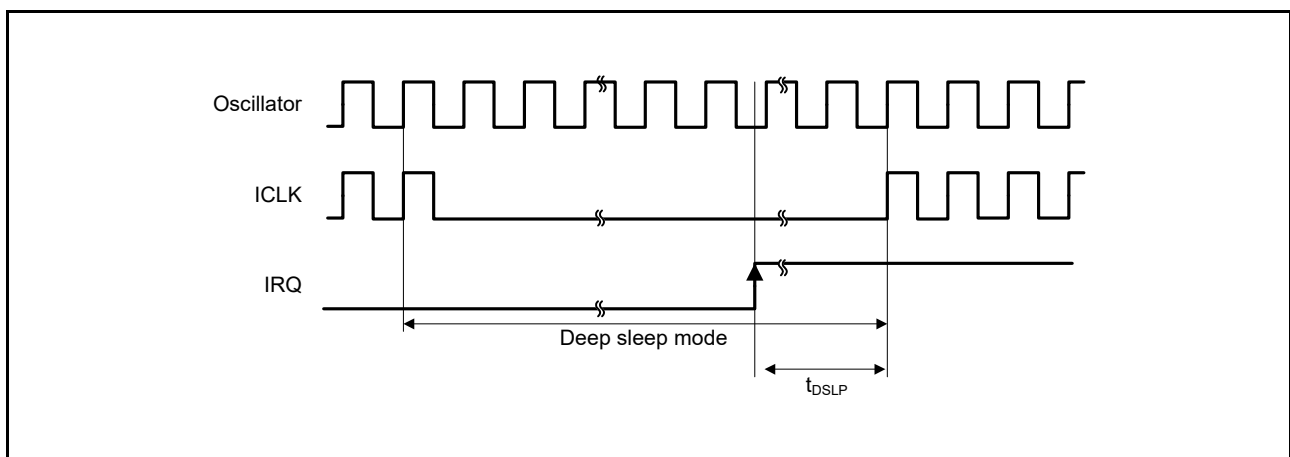 Oscillator
ICLK
IRQ
Deep sleep mode
tDSLP